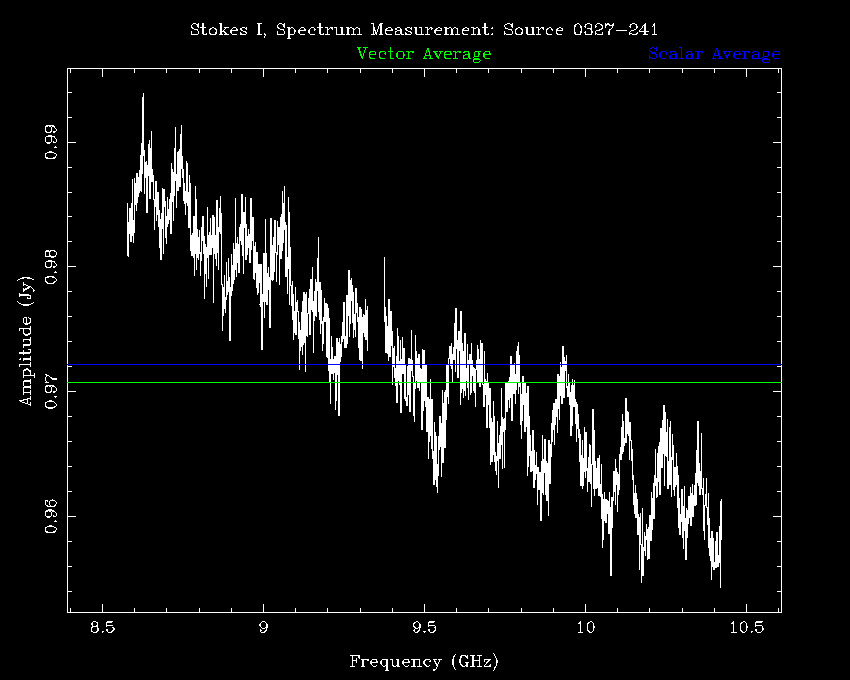 Stokes I, Spectrum Measurement: Source 0327-241
Vector Average
Scalar Average
Amplitude (Jy)
0.99
0.98
0.97
0.96
8.5
9
9.5
10
10.5
Frequency (GHz)